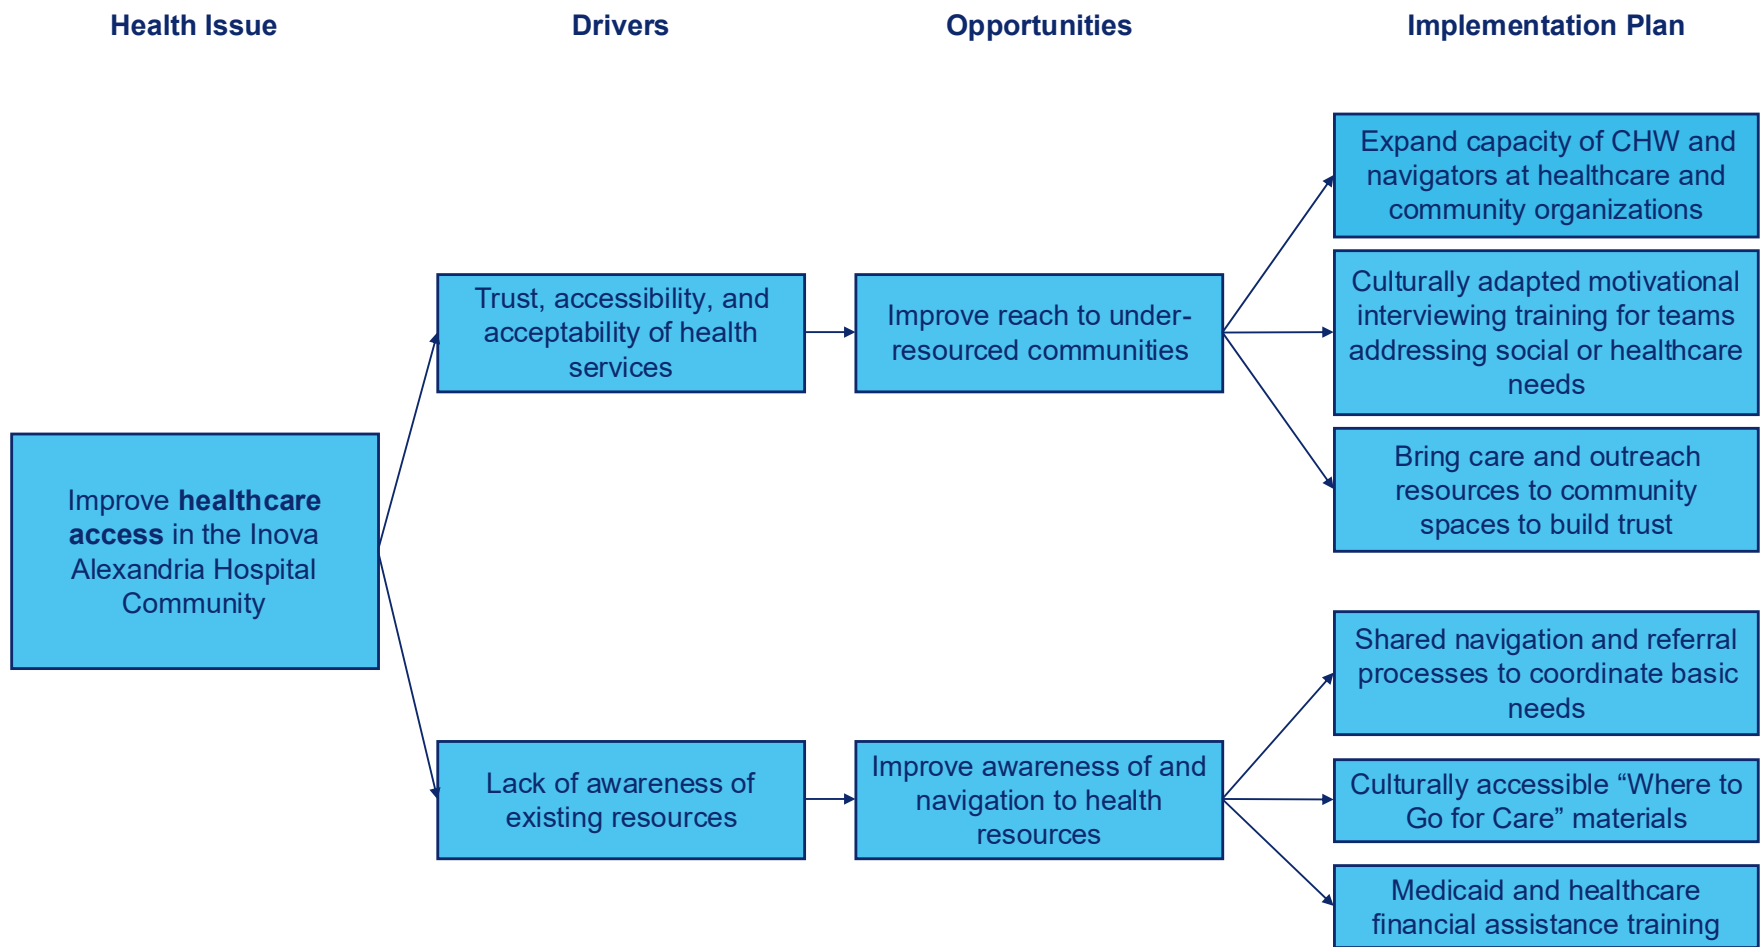 Health Issue
Drivers
Opportunities
Implementation Plan
Improve healthcare
access in the Inova
Alexandria Hospital
Community
Trust, accessibility, and
acceptability of health
services
Improve reach to under-
resourced communities
Expand capacity of CHW and
navigators at healthcare and
community organizations
Culturally adapted motivational
interviewing training for teams
addressing social or healthcare
needs
Bring care and outreach
resources to community
spaces to build trust
Lack of awareness of
existing resources
Improve awareness of and
navigation to health
resources
Shared navigation and referral
processes to coordinate basic
needs
Culturally accessible “Where to
Go for Care” materials
Medicaid and healthcare
financial assistance training